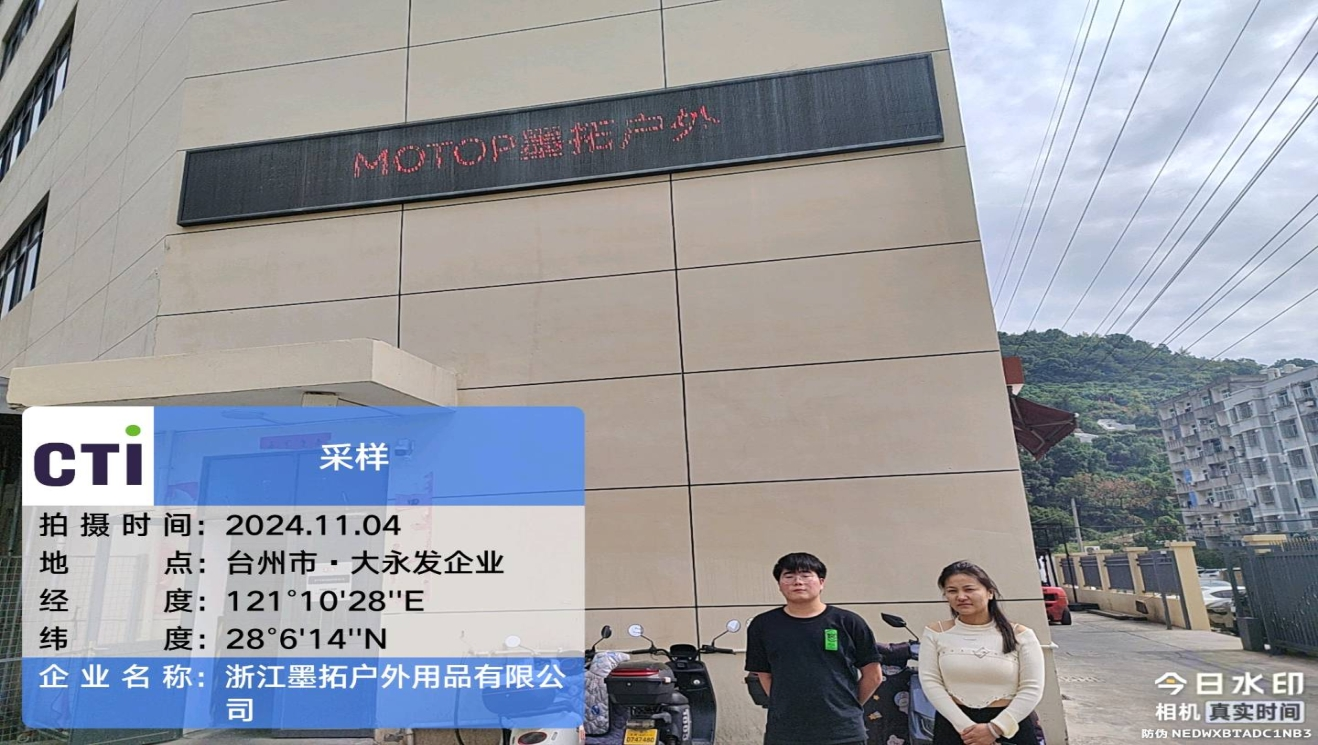 MOTOP墨拓户外
CTi
采样
拍摄时间：2024.11.04
地点：台州市·大永发企业
经度：121°10'28''E
纬度：28°6'14''N
企业名称：浙江墨拓户外用品有限公
司
D747480
今日水印
相机 真实时间
防伪 NEDWXBTADC1NB3